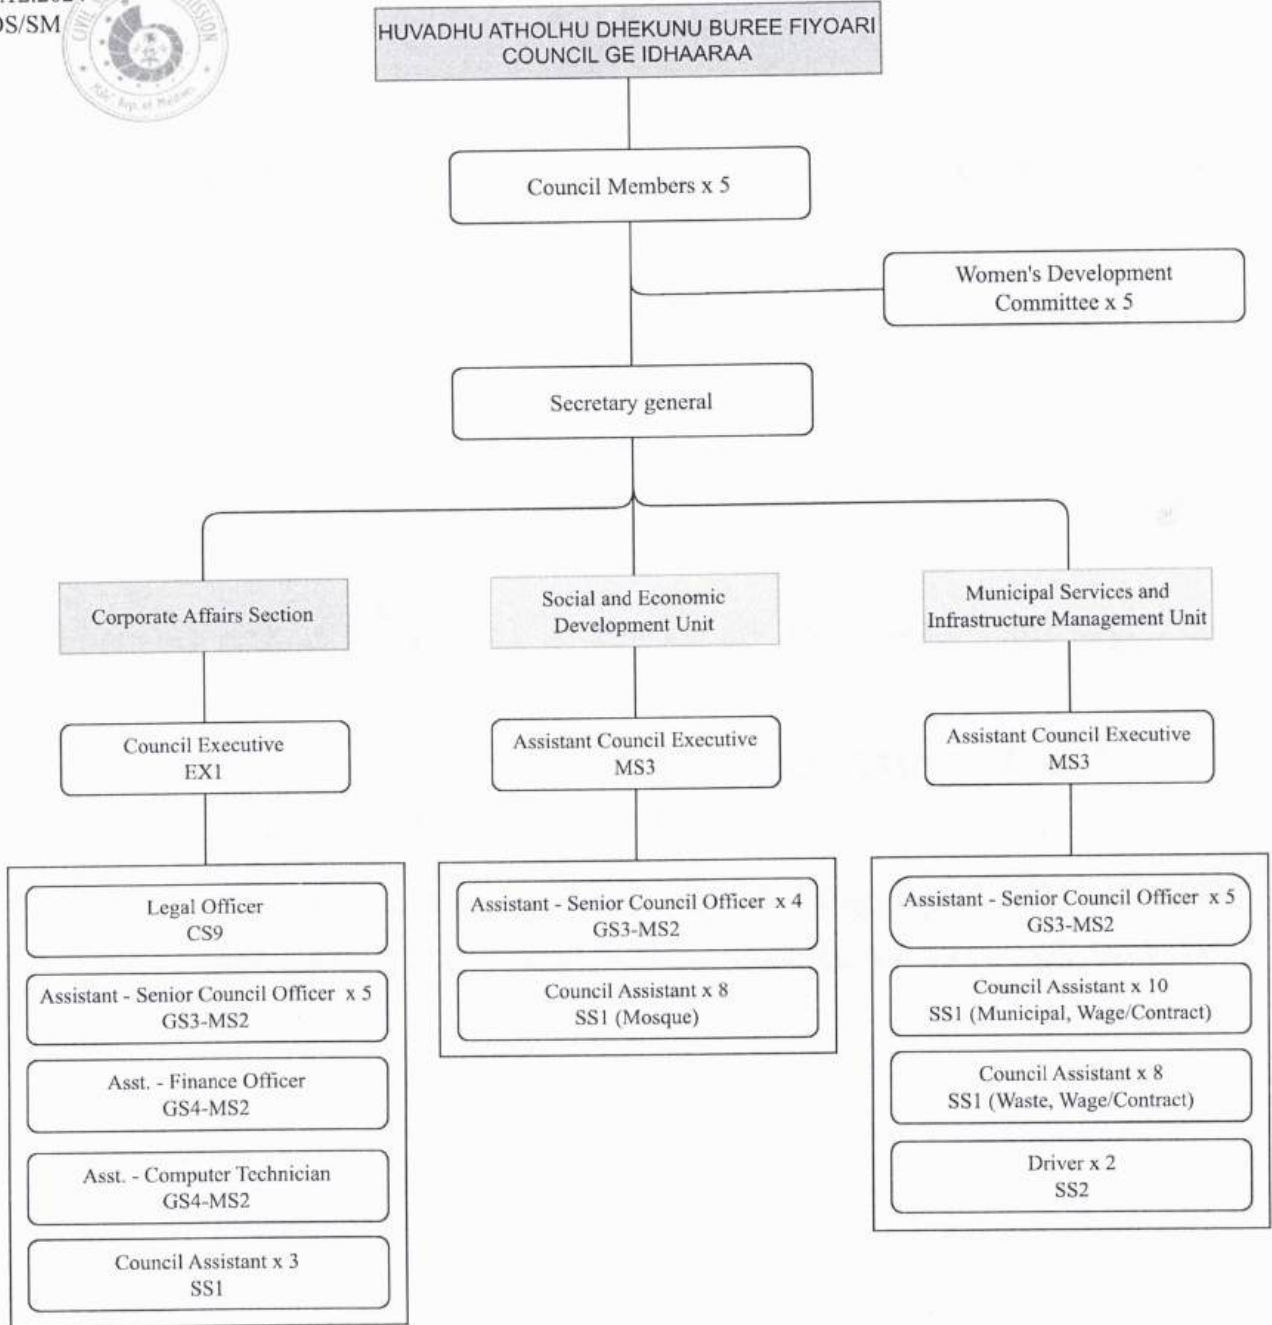 HUVADHU ATHOLHU DHEKUNU BUREE FIYOARI
COUNCIL GE IDHAARAA
Council Members x 5
Women's Development
Committee x 5
Secretary general
Corporate Affairs Section
Council Executive
EX1
Legal Officer
CS9
Assistant - Senior Council Officer x 5
GS3-MS2
Asst. - Finance Officer
GS4-MS2
Asst. - Computer Technician
GS4-MS2
Council Assistant x 3
SS1
Social and Economic
Development Unit
Assistant Council Executive
MS3
Assistant - Senior Council Officer x 4
GS3-MS2
Council Assistant x 8
SS1 (Mosque)
Municipal Services and
Infrastructure Management Unit
Assistant Council Executive
MS3
Assistant - Senior Council Officer x 5
GS3-MS2
Council Assistant x 10
SS1 (Municipal, Wage/Contract)
Council Assistant x 8
SS1 (Waste, Wage/Contract)
Driver x 2
SS2